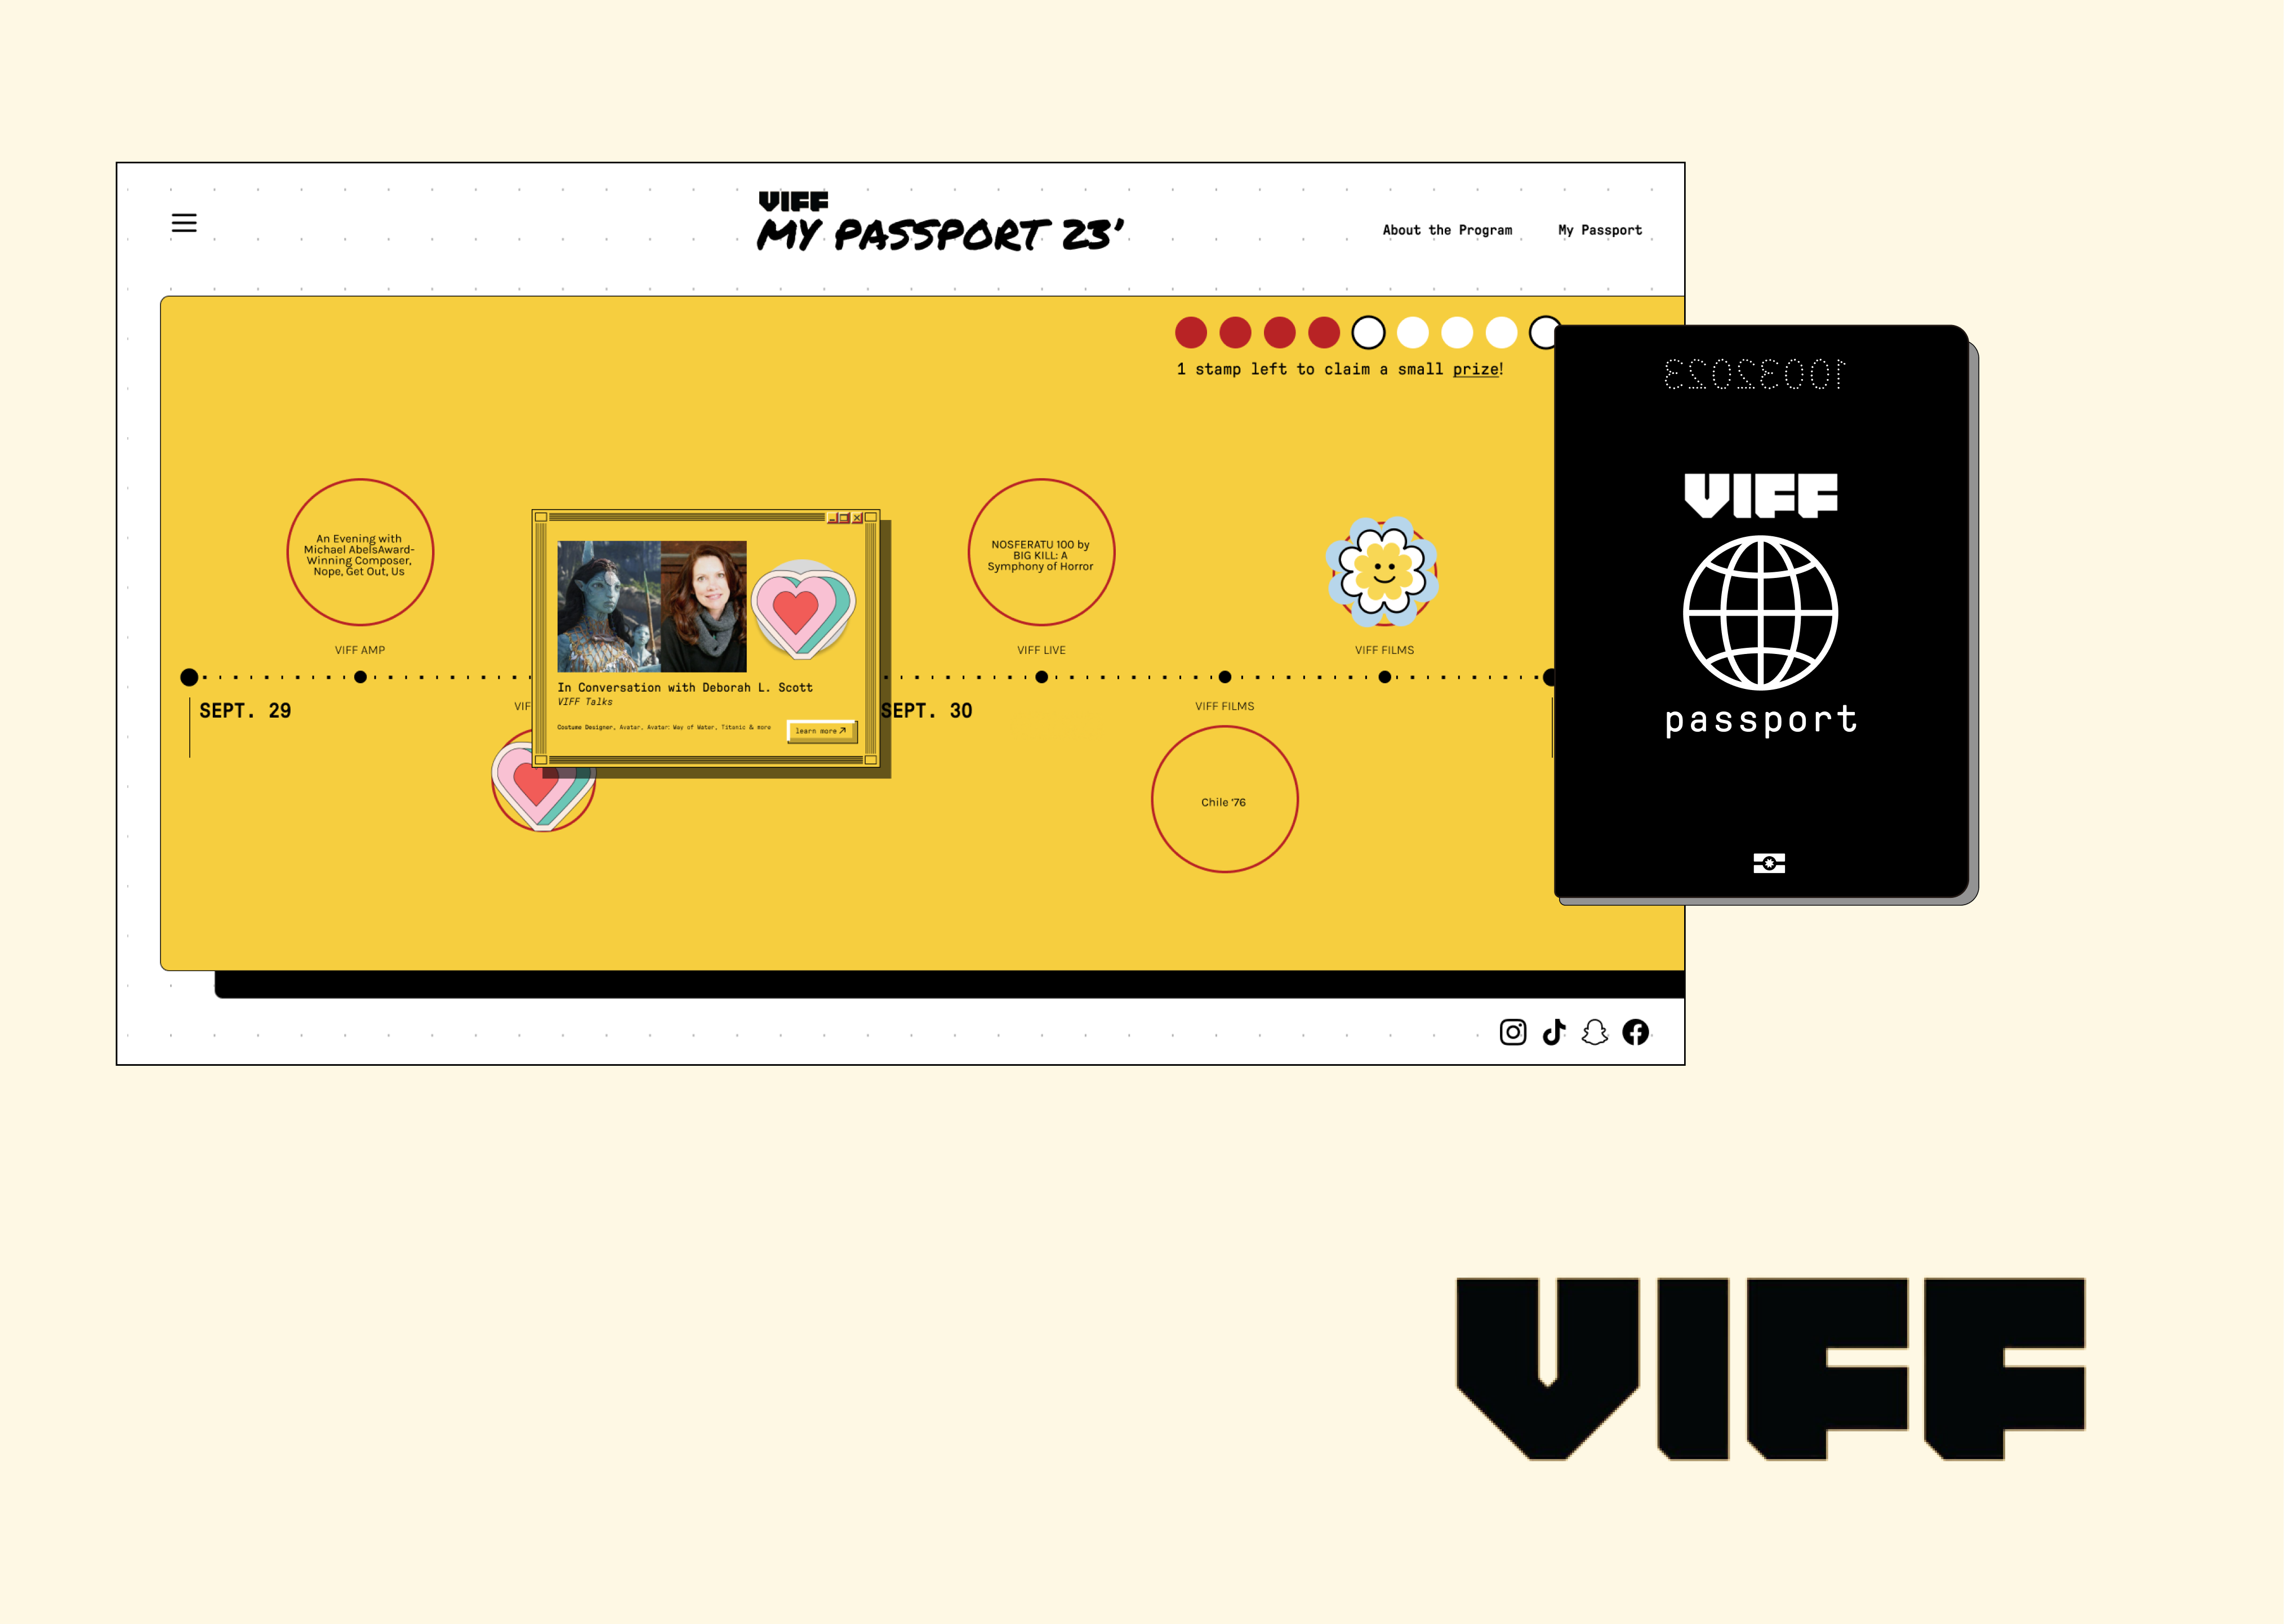 VIFF
MY PASSPORT 23'
About the Program
My Passport
1 stamp left to claim a small prize!
10032023
VIFF
passport
An Evening with
Michael AbelsAward-
Winning Composer,
Nope, Get Out, Us
VIFF AMP
SEPT. 29
VIF
In Conversation with Deborah L. Scott
VIFF Talks
Costume Designer, Avatar, Avatar: Way of Water, Titanic & more
learn more
NOSFERATU 100 by
BIG KILL: A
Symphony of Horror
VIFF LIVE
SEPT. 30
VIFF FILMS
Chile '76
VIFF FILMS
VIFF